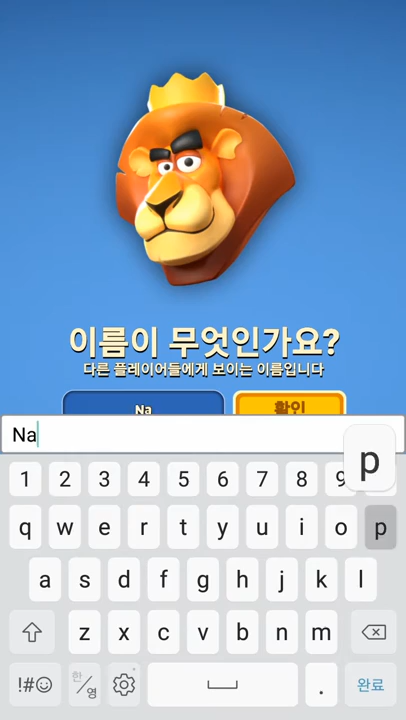 이름이 무엇인가요?
다른 플레이어들에게 보이는 이름입니다
Na
확인
Na
p
1 2 3 4 5 6 7 8 9
q w e r t y u i o p
a s d f g h j k l
z x c v b n m
!#☺ 한/영 . 완료